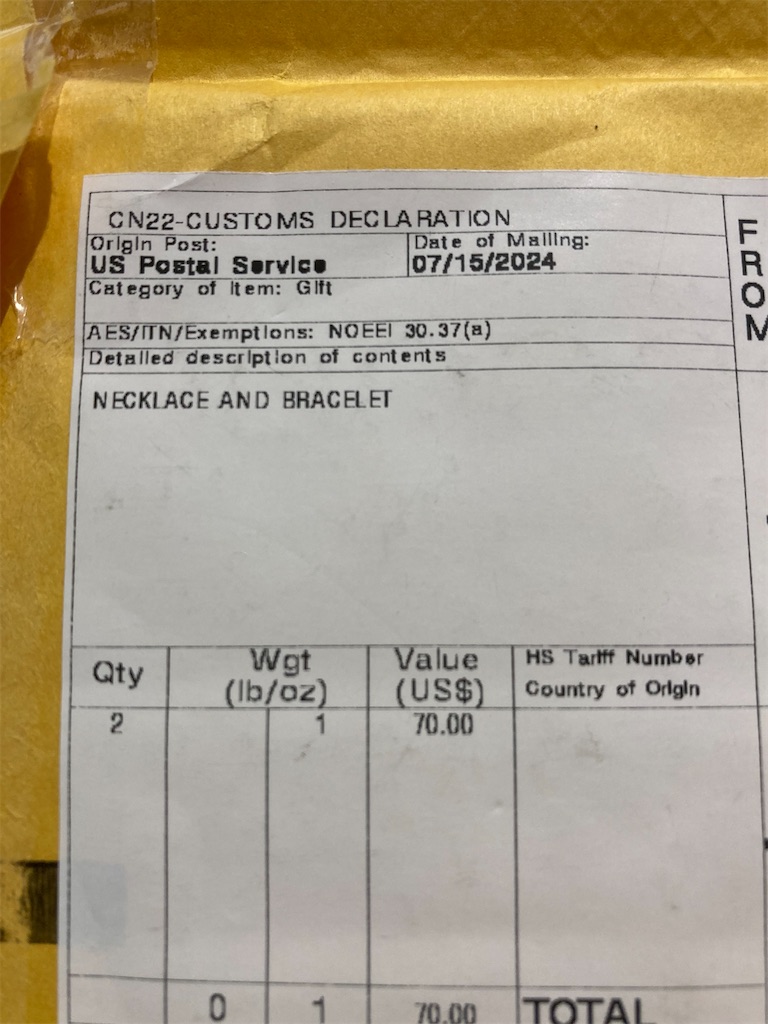 CN22-CUSTOMS DECLARATION
Origin Post:
US Postal Service
Date of Mailing:
07/15/2024
Category of Item: Gift
AES/ITN/Exemptions: NOEEI 30.37(a)
Detailed description of contents
NECKLACE AND BRACELET
Qty
Wgt
(lb/oz)
Value
(US$)
HS Tariff Number
Country of Origin
2 1 70.00
0 1 70.00 TOTAL
F
R
O
M